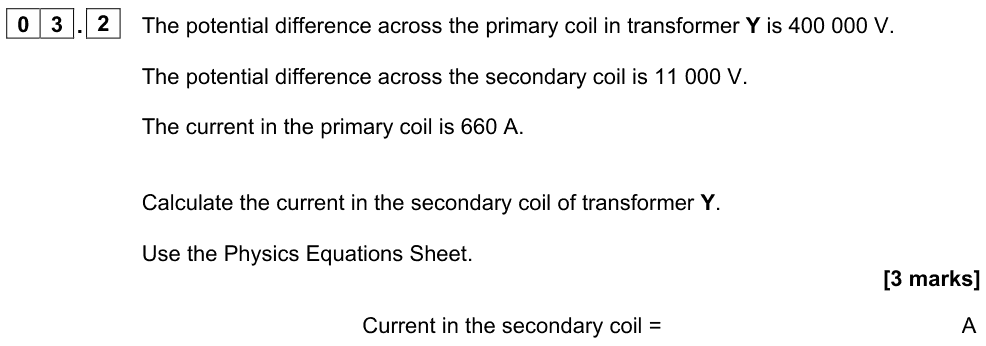 0 3 . 2 The potential difference across the primary coil in transformer Y is 400 000 V.
The potential difference across the secondary coil is 11 000 V.
The current in the primary coil is 660 A.
Calculate the current in the secondary coil of transformer Y.
Use the Physics Equations Sheet.
[3 marks]
Current in the secondary coil = A